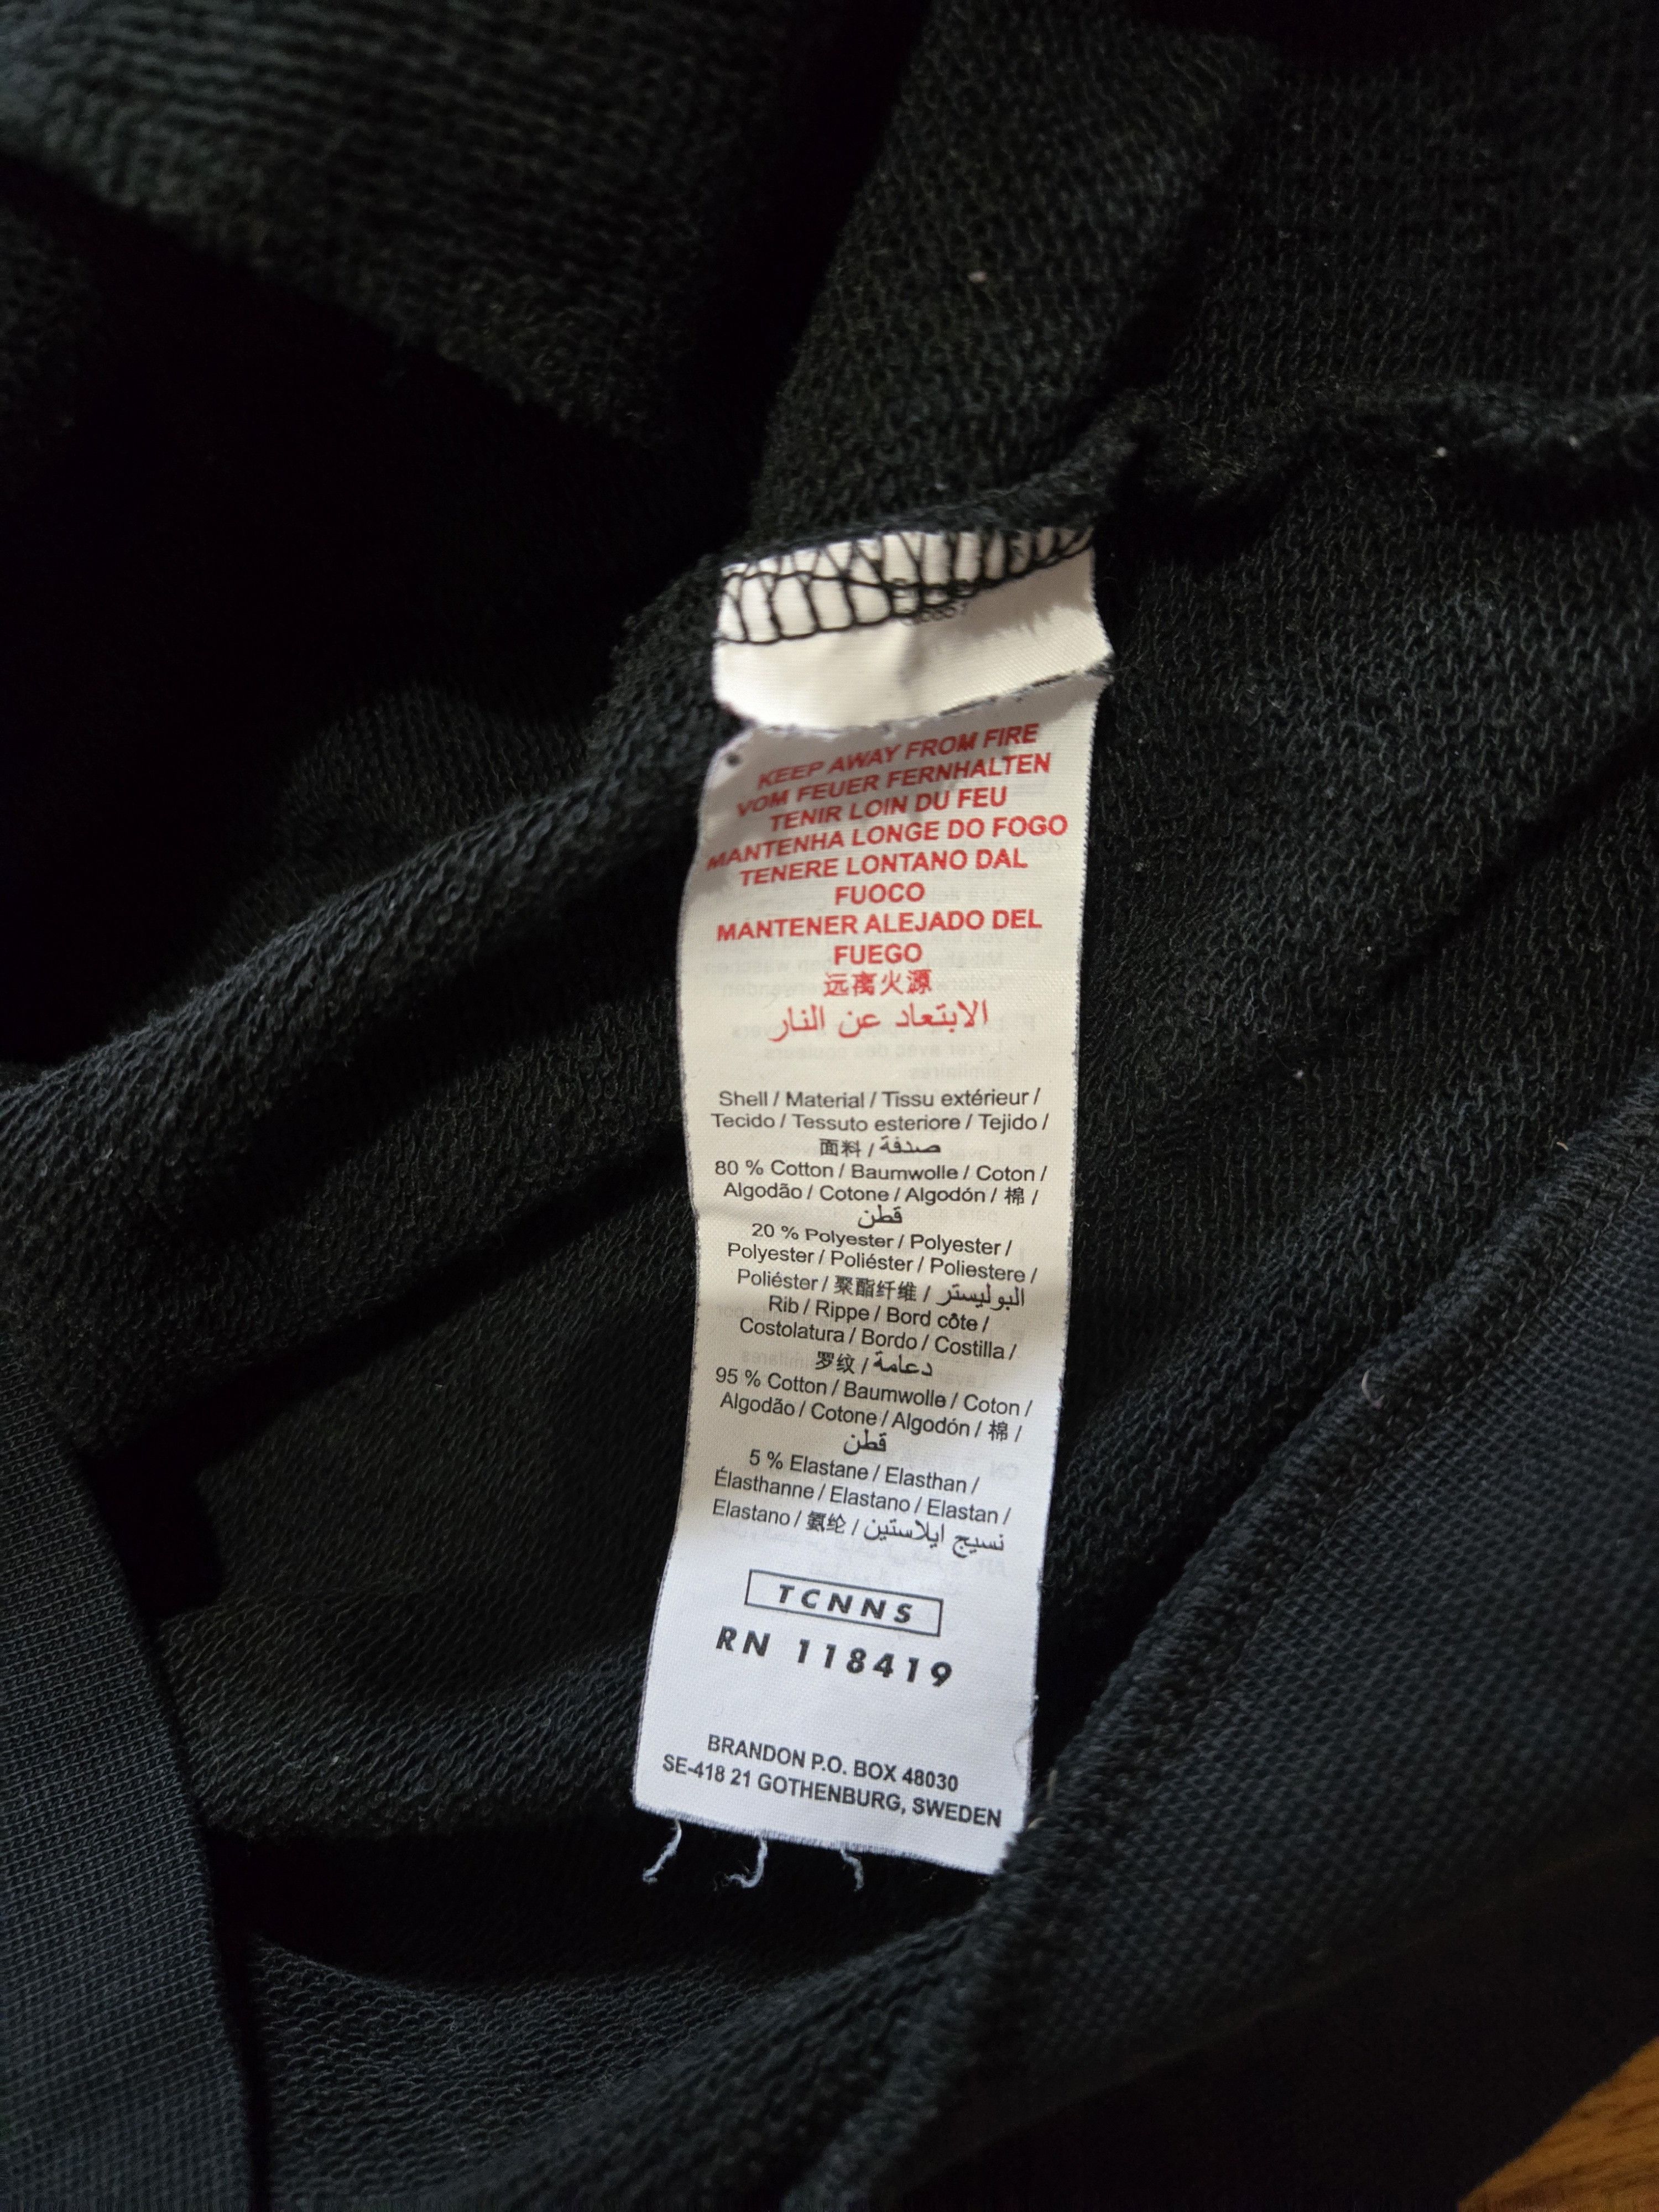 KEEP AWAY FROM FIRE
VOM FEUER FERNHALTEN
TENIR LOIN DU FEU
MANTENHA LONGE DO FOGO
TENERE LONTANO DAL
FUOCO
MANTENER ALEJADO DEL
FUEGO
远离火源
الابتعاد عن النار
Shell / Material / Tissu extérieur /
Tecido / Tessuto esteriore / Tejido /
面料 / صدفة
80 % Cotton / Baumwolle / Coton /
Algodão / Cotone / Algodón / 棉 /
قطن
20 % Polyester / Polyester /
Polyester / Poliéster / Poliestere /
Poliéster / 聚酯纤维 / البوليستر
Rib / Rippe / Bord côte /
Costolatura / Bordo / Costilla /
罗纹 / دعامة
95 % Cotton / Baumwolle / Coton /
Algodão / Cotone / Algodón / 棉 /
قطن
5 % Elastane / Elasthan /
Élasthanne / Elastano / Elastan /
Elastano / 氨纶 / نسيج ايلاستين
TCNNS
RN 118419
BRANDON P.O. BOX 48030
SE-418 21 GOTHENBURG, SWEDEN